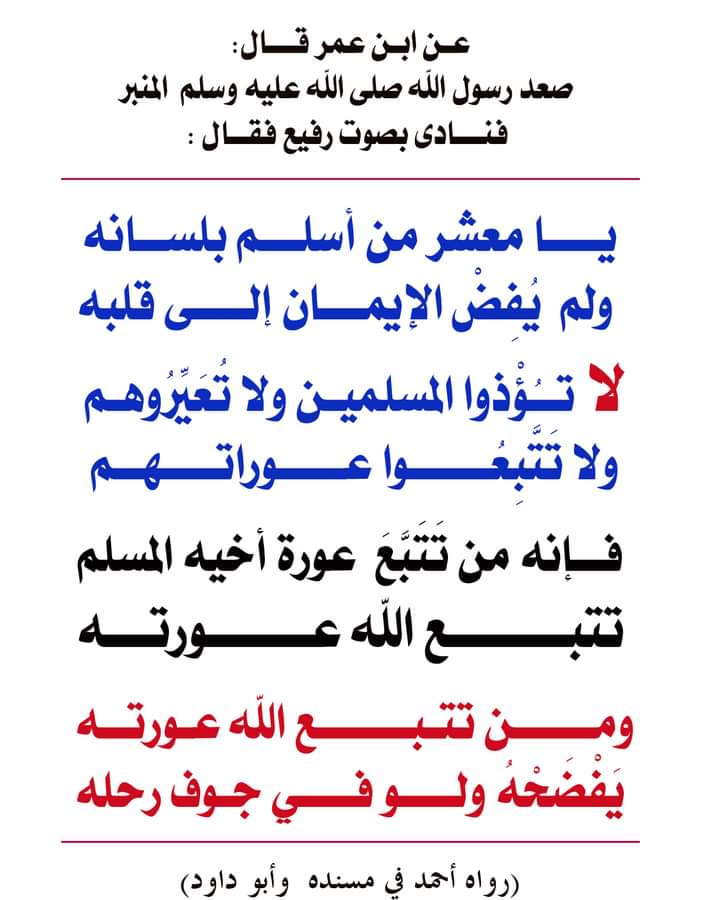 عن ابن عمر قال:
صعد رسول الله صلى الله عليه وسلم المنبر
فنادى بصوت رفيع فقال :
يا معشر من أسلم بلسانه
ولم يُفِضْ الإيمان إلى قلبه
لا تُؤْذوا المسلمين ولا تُعَيِّرُوهم
ولا تَتَّبِعُوا عوراتهم
فإنه من تَتَبَّعَ عورة أخيه المسلم
تتبع الله عورته
ومن تتبع الله عورته
يَفْضَحْهُ ولو في جوف رحله
(رواه أحمد في مسنده وأبو داود)